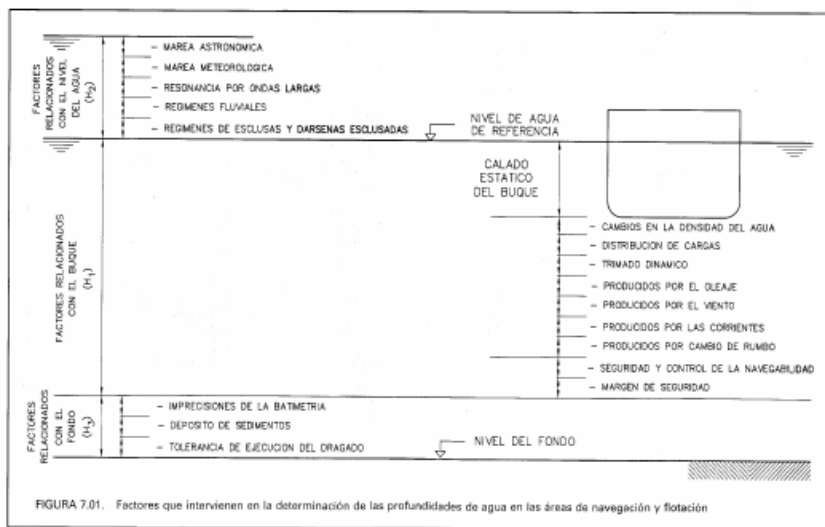 FACTORES
RELACIONADOS
CON EL NIVEL
DEL AGUA
(H₂)
– MAREA ASTRONOMICA
– MAREA METEOROLOGICA
– RESONANCIA POR ONDAS LARGAS
– REGIMENES FLUVIALES
– REGIMENES DE ESCLUSAS Y DARSENAS ESCLUSADAS
NIVEL DE AGUA
DE REFERENCIA
FACTORES RELACIONADOS
CON EL BUQUE
(H₁)
CALADO
ESTATICO
DEL BUQUE
– CAMBIOS EN LA DENSIDAD DEL AGUA
– DISTRIBUCION DE CARGAS
– TRIMADO DINAMICO
– PRODUCIDOS POR EL OLEAJE
– PRODUCIDOS POR EL VIENTO
– PRODUCIDOS POR LAS CORRIENTES
– PRODUCIDOS POR CAMBIO DE RUMBO
– SEGURIDAD Y CONTROL DE LA NAVEGABILIDAD
– MARGEN DE SEGURIDAD
FACTORES
RELACIONADOS
CON EL
FONDO
(H₃)
– IMPRECISIONES DE LA BATIMETRIA
– DEPOSITO DE SEDIMENTOS
– TOLERANCIA DE EJECUCION DEL DRAGADO
NIVEL DEL FONDO
FIGURA 7.01. Factores que intervienen en la determinación de las profundidades de agua en las áreas de navegación y flotación